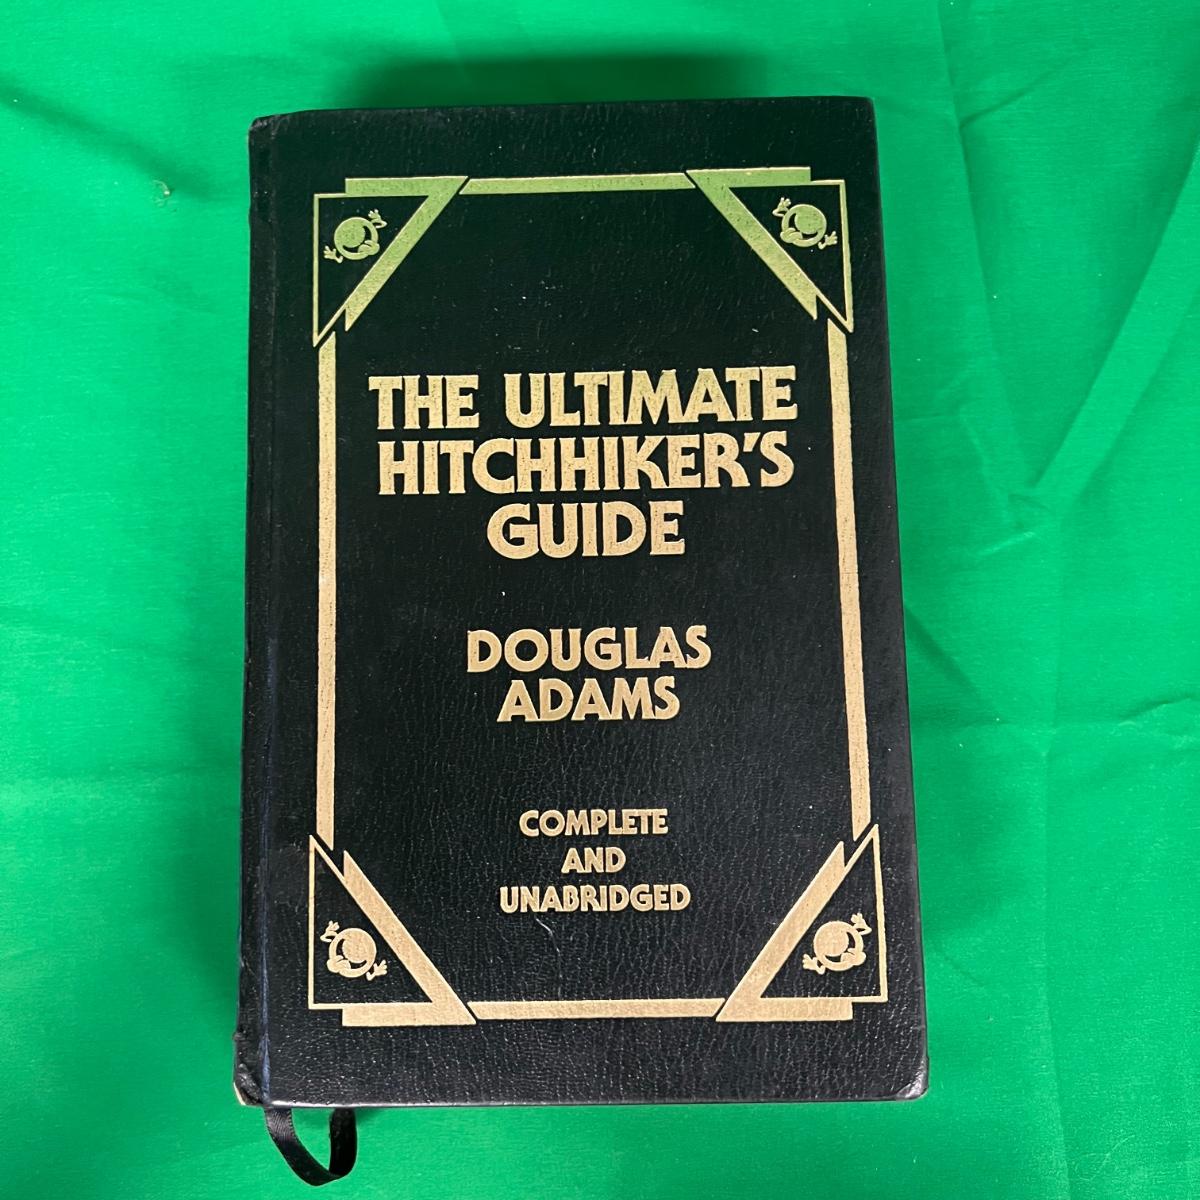 THE ULTIMATE
HITCHHIKER'S
GUIDE
DOUGLAS
ADAMS
COMPLETE
AND
UNABRIDGED